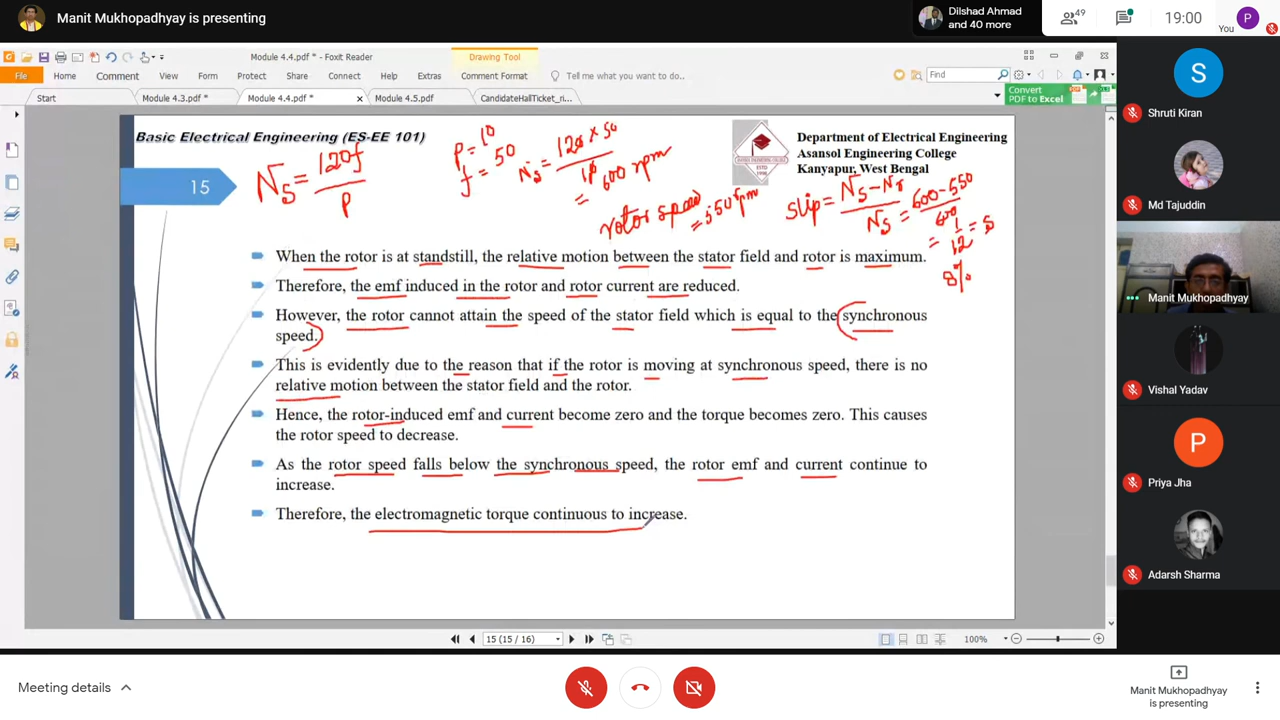 Manit Mukhopadhyay is presenting
Dilshad Ahmad
and 40 more
49
19:00
You
P
Module 4.4.pdf * - Foxit Reader
Drawing Tool
File
Home
Comment
View
Form
Protect
Share
Connect
Help
Extras
Comment Format
Tell me what you want to do...
Find
Start
Module 4.3.pdf *
Module 4.4.pdf *
Module 4.5.pdf
CandidateHallTicket_ri...
Convert
PDF to Excel
Basic Electrical Engineering (ES-EE 101)
Department of Electrical Engineering
Asansol Engineering College
Kanyapur, West Bengal
15
Ns = 120f / P
P = 10
f = 50
Ns = 120 × 50 / 10
= 600 rpm
rotor speed
= 550 rpm
slip = Ns - Nr / Ns = 600 - 550 / 600
= 1/12 = s
8%
When the rotor is at standstill, the relative motion between the stator field and rotor is maximum.
Therefore, the emf induced in the rotor and rotor current are reduced.
However, the rotor cannot attain the speed of the stator field which is equal to the synchronous
speed.
This is evidently due to the reason that if the rotor is moving at synchronous speed, there is no
relative motion between the stator field and the rotor.
Hence, the rotor-induced emf and current become zero and the torque becomes zero. This causes
the rotor speed to decrease.
As the rotor speed falls below the synchronous speed, the rotor emf and current continue to
increase.
Therefore, the electromagnetic torque continuous to increase.
15 (15 / 16)
100%
S
Shruti Kiran
Md Tajuddin
Manit Mukhopadhyay
Vishal Yadav
P
Priya Jha
Adarsh Sharma
Meeting details
Manit Mukhopadhyay
is presenting